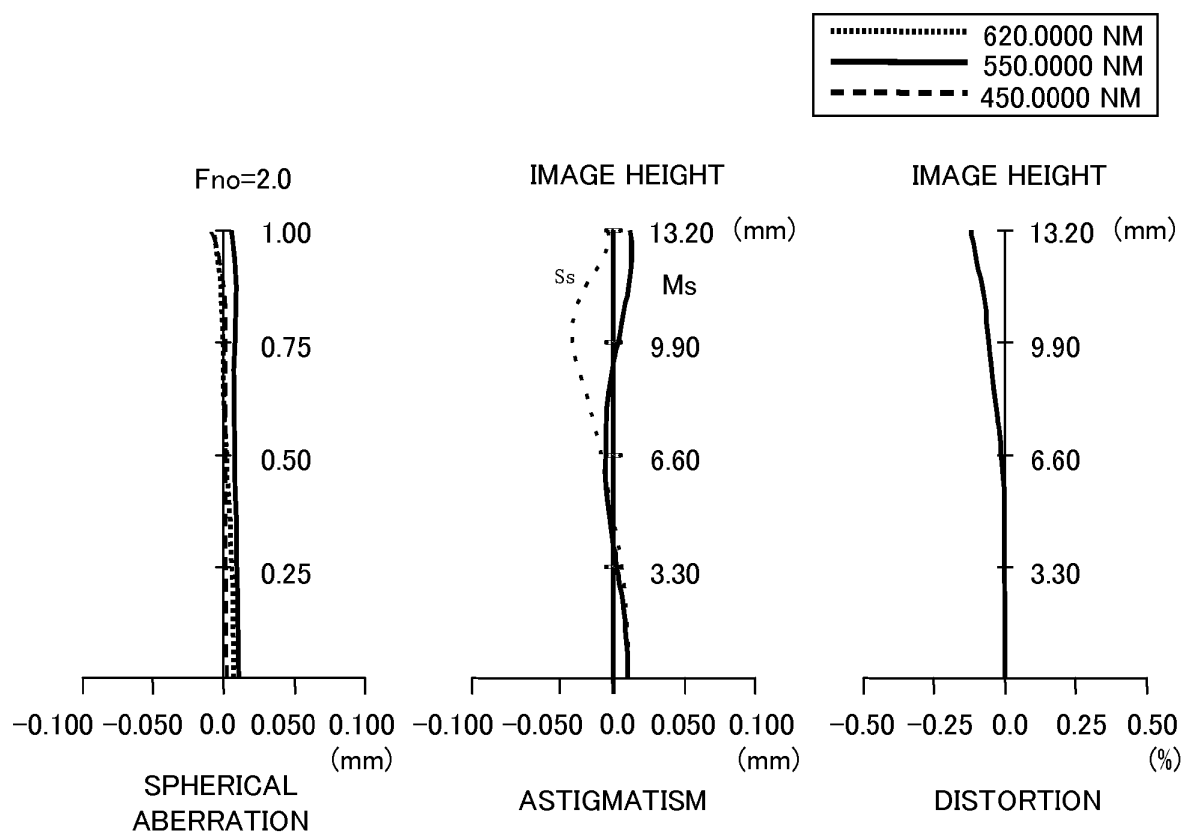 620.0000 NM
550.0000 NM
450.0000 NM
Fno=2.0
1.00
0.75
0.50
0.25
−0.100 −0.050 0.0 0.050 0.100
(mm)
SPHERICAL
ABERRATION
IMAGE HEIGHT
13.20 (mm)
Ss
Ms
9.90
6.60
3.30
−0.100 −0.050 0.0 0.050 0.100
(mm)
ASTIGMATISM
IMAGE HEIGHT
13.20 (mm)
9.90
6.60
3.30
−0.50 −0.25 0.0 0.25 0.50
(%)
DISTORTION